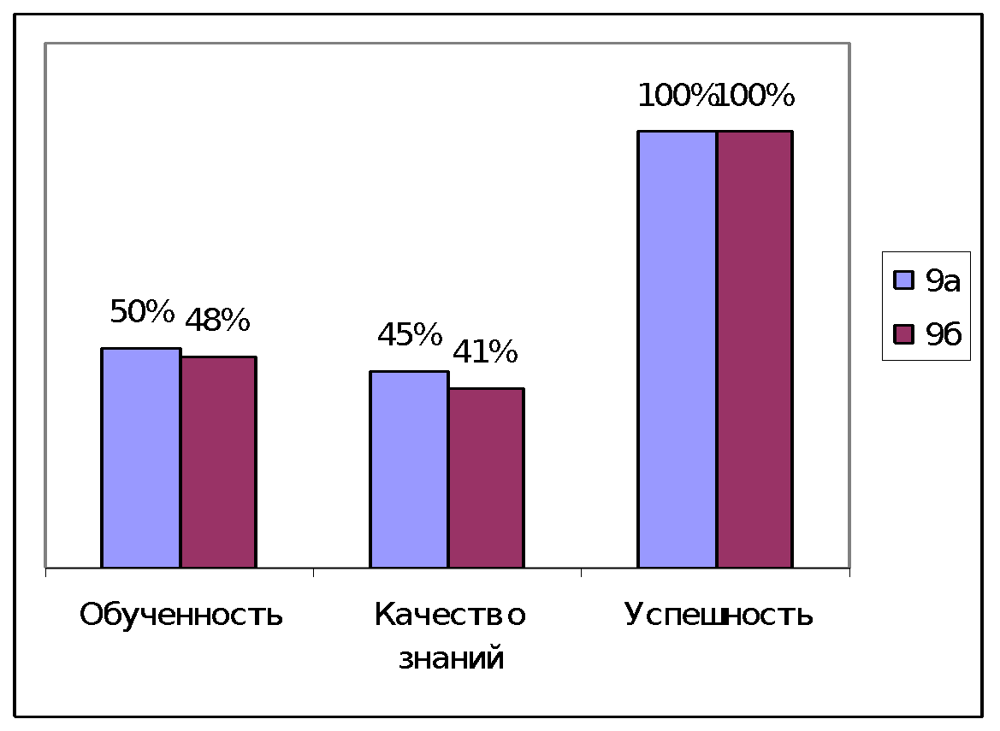 100% 100%
50% 48%
45% 41%
9а
9б
Обученность
Качество
знаний
Успешность